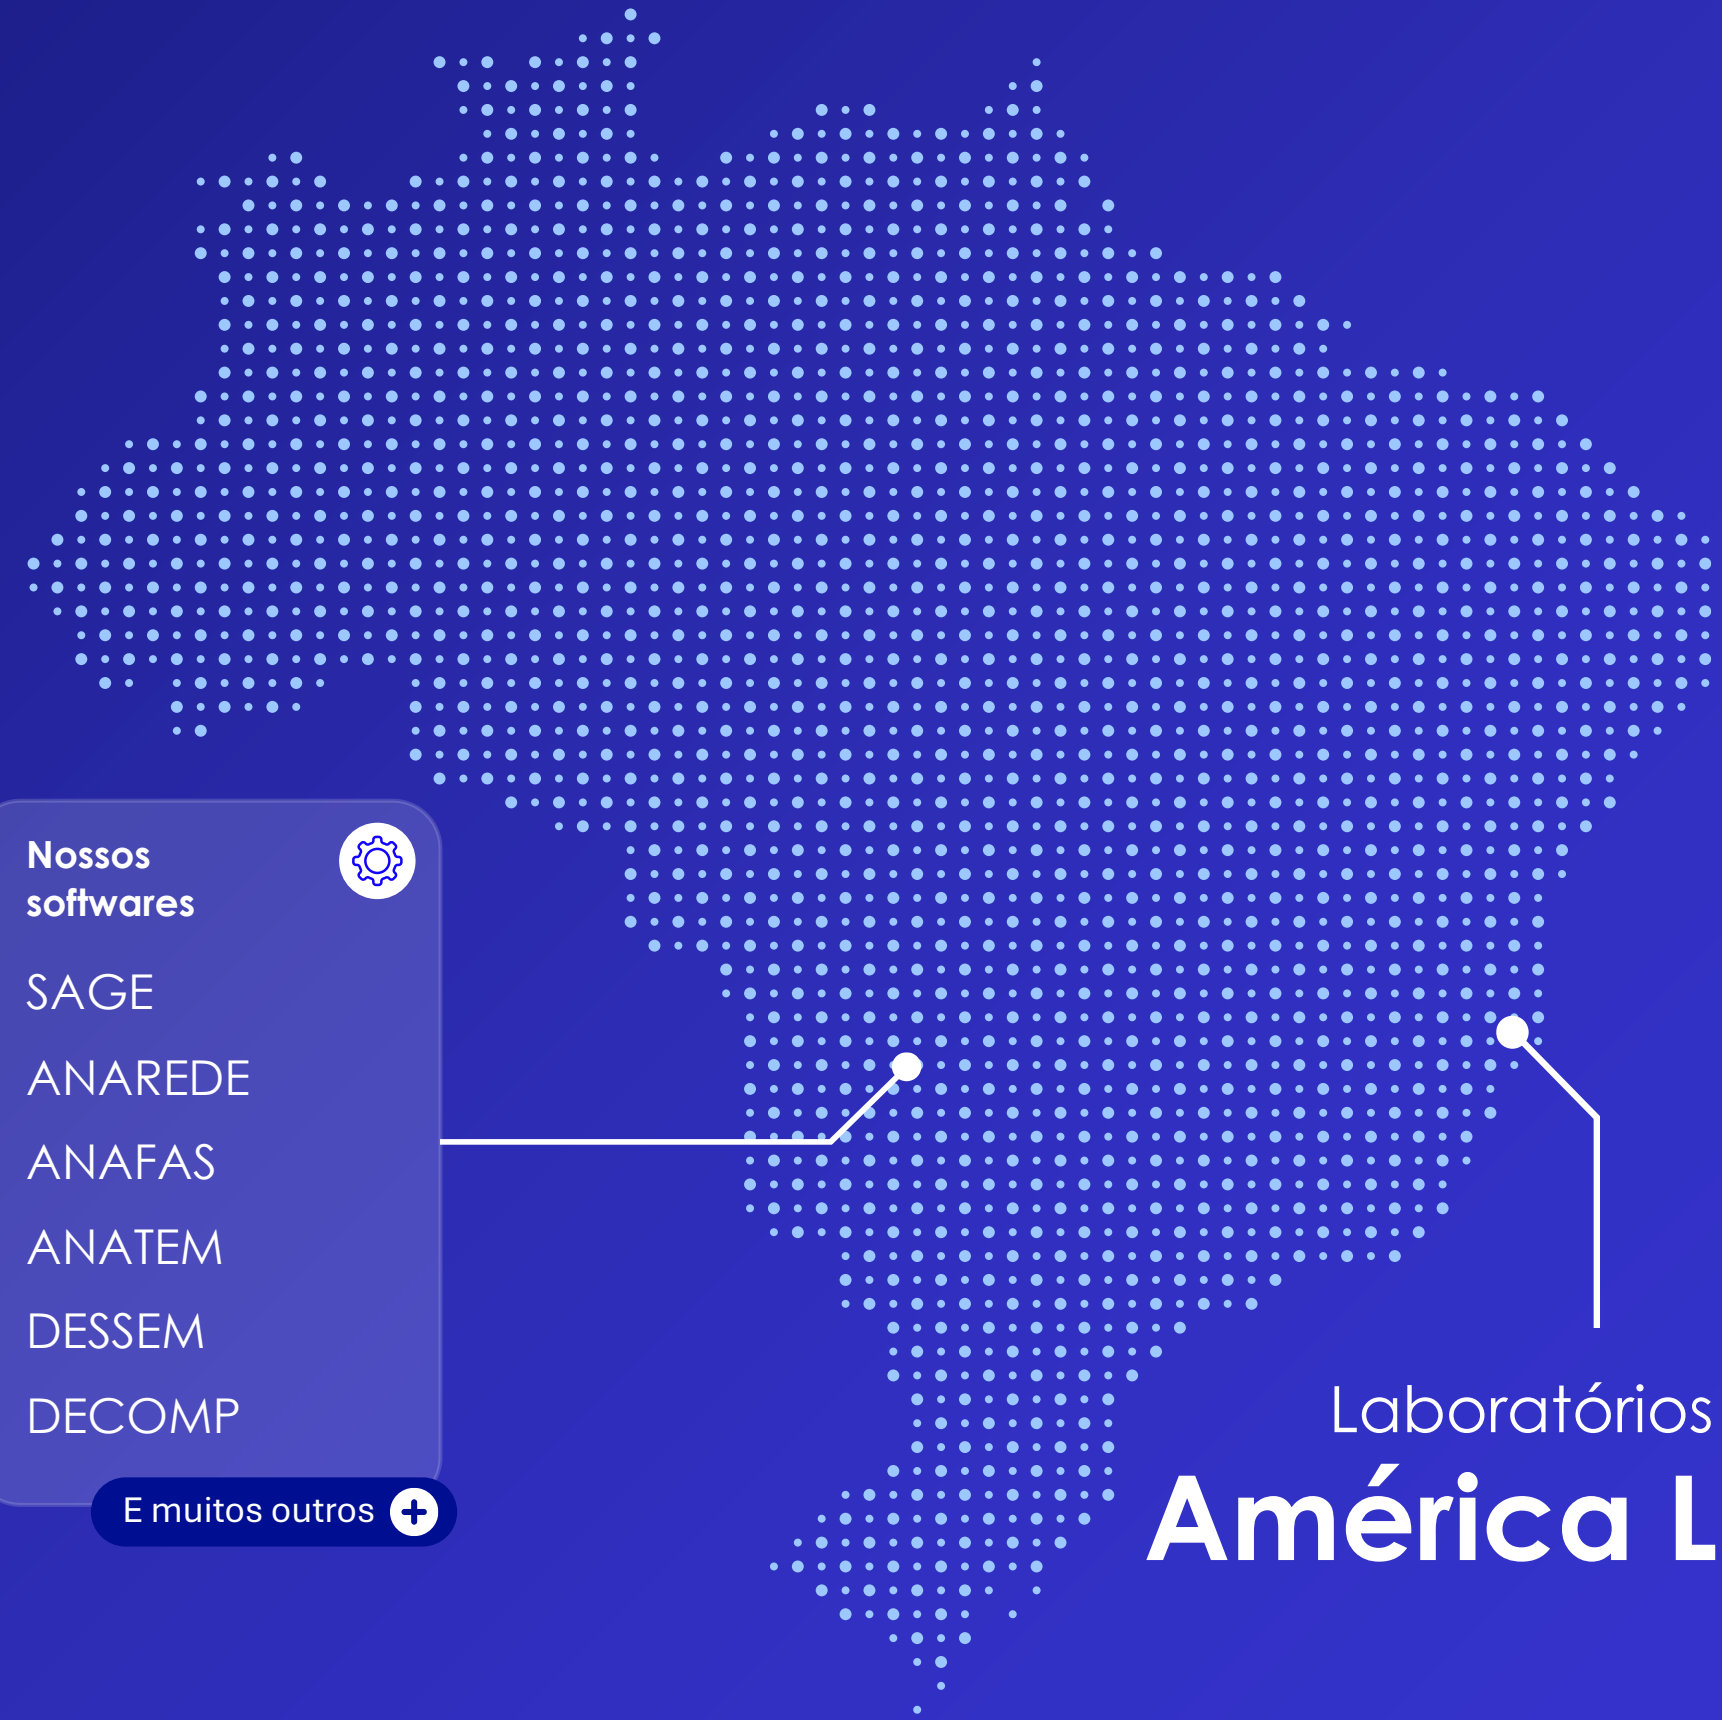 Nossos
softwares
SAGE
ANAREDE
ANAFAS
ANATEM
DESSEM
DECOMP
E muitos outros
Laboratórios
América L